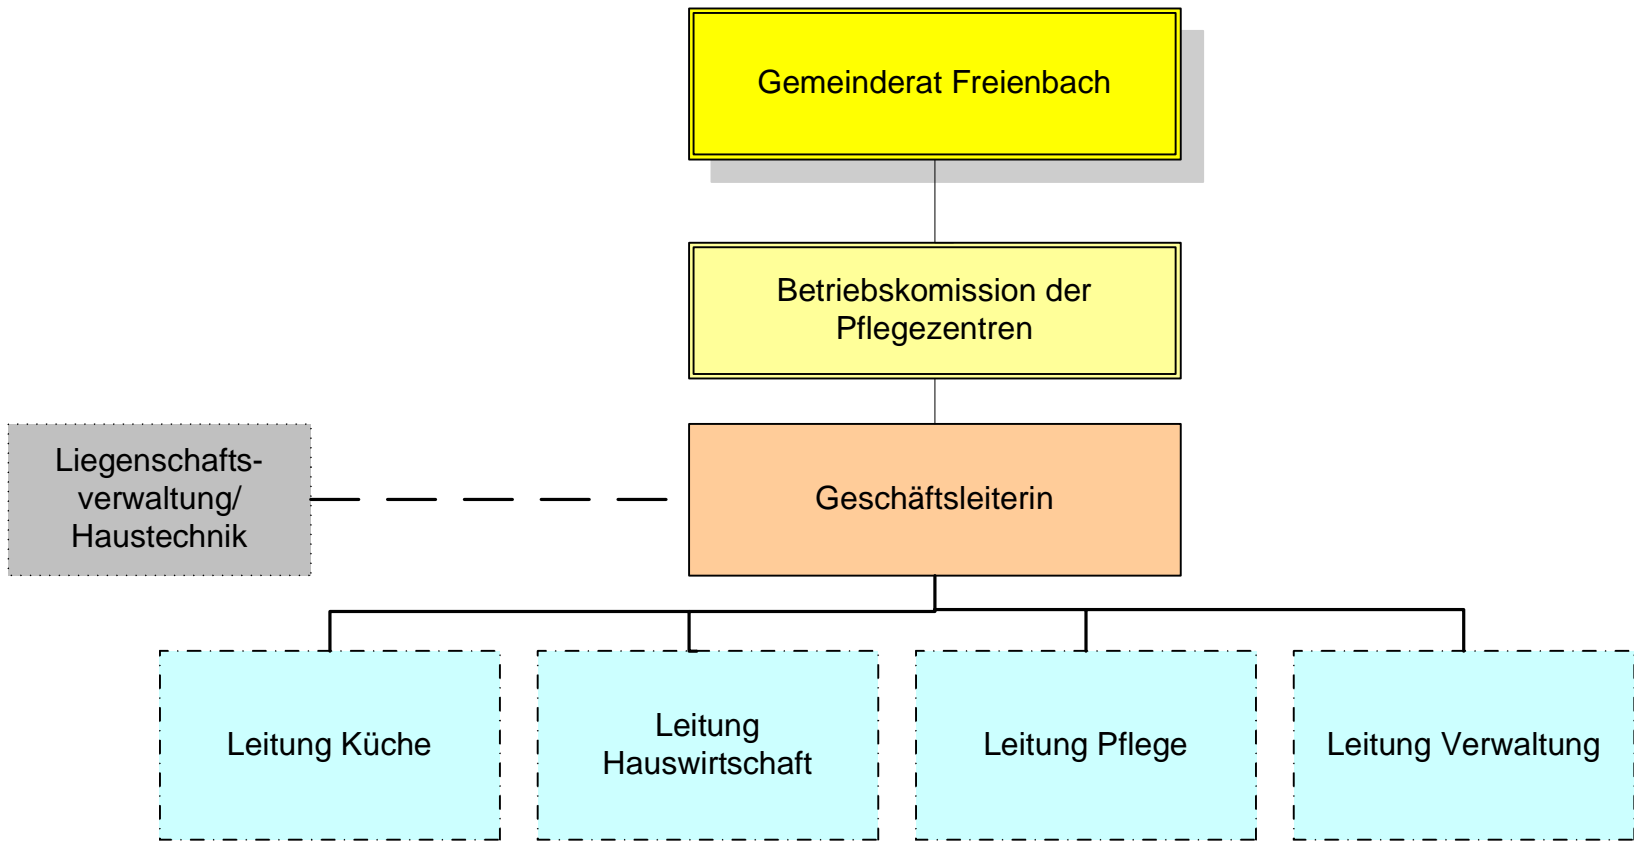 Gemeinderat Freienbach
Betriebskomission der
Pflegezentren
Liegenschafts-
verwaltung/
Haustechnik
Geschäftsleiterin
Leitung Küche
Leitung
Hauswirtschaft
Leitung Pflege
Leitung Verwaltung